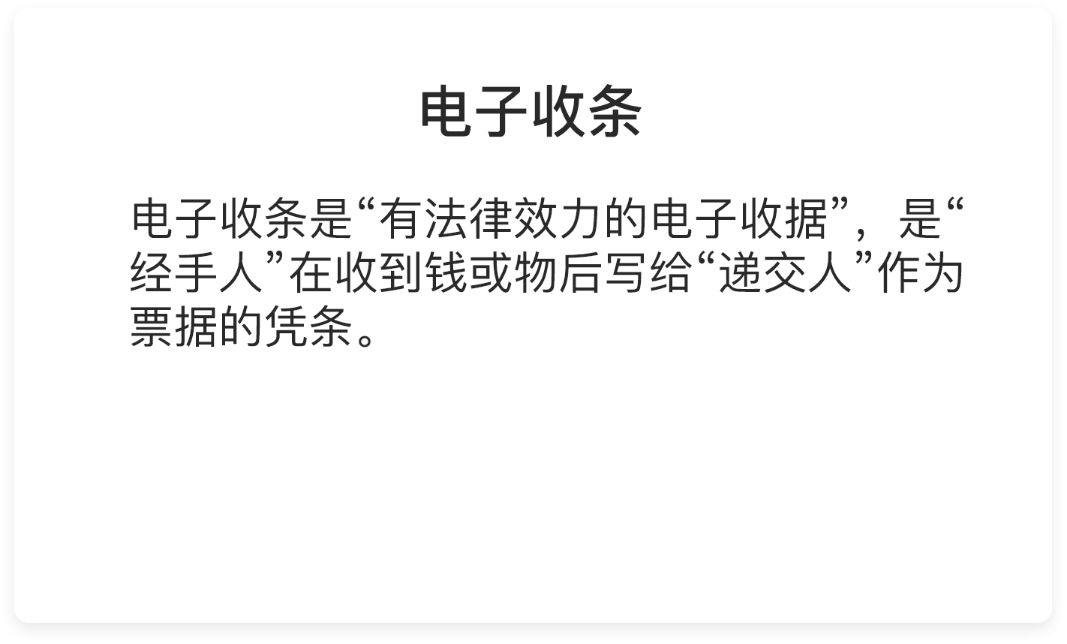 电子收条
电子收条是“有法律效力的电子收据”，是“
经手人”在收到钱或物后写给“递交人”作为
票据的凭条。